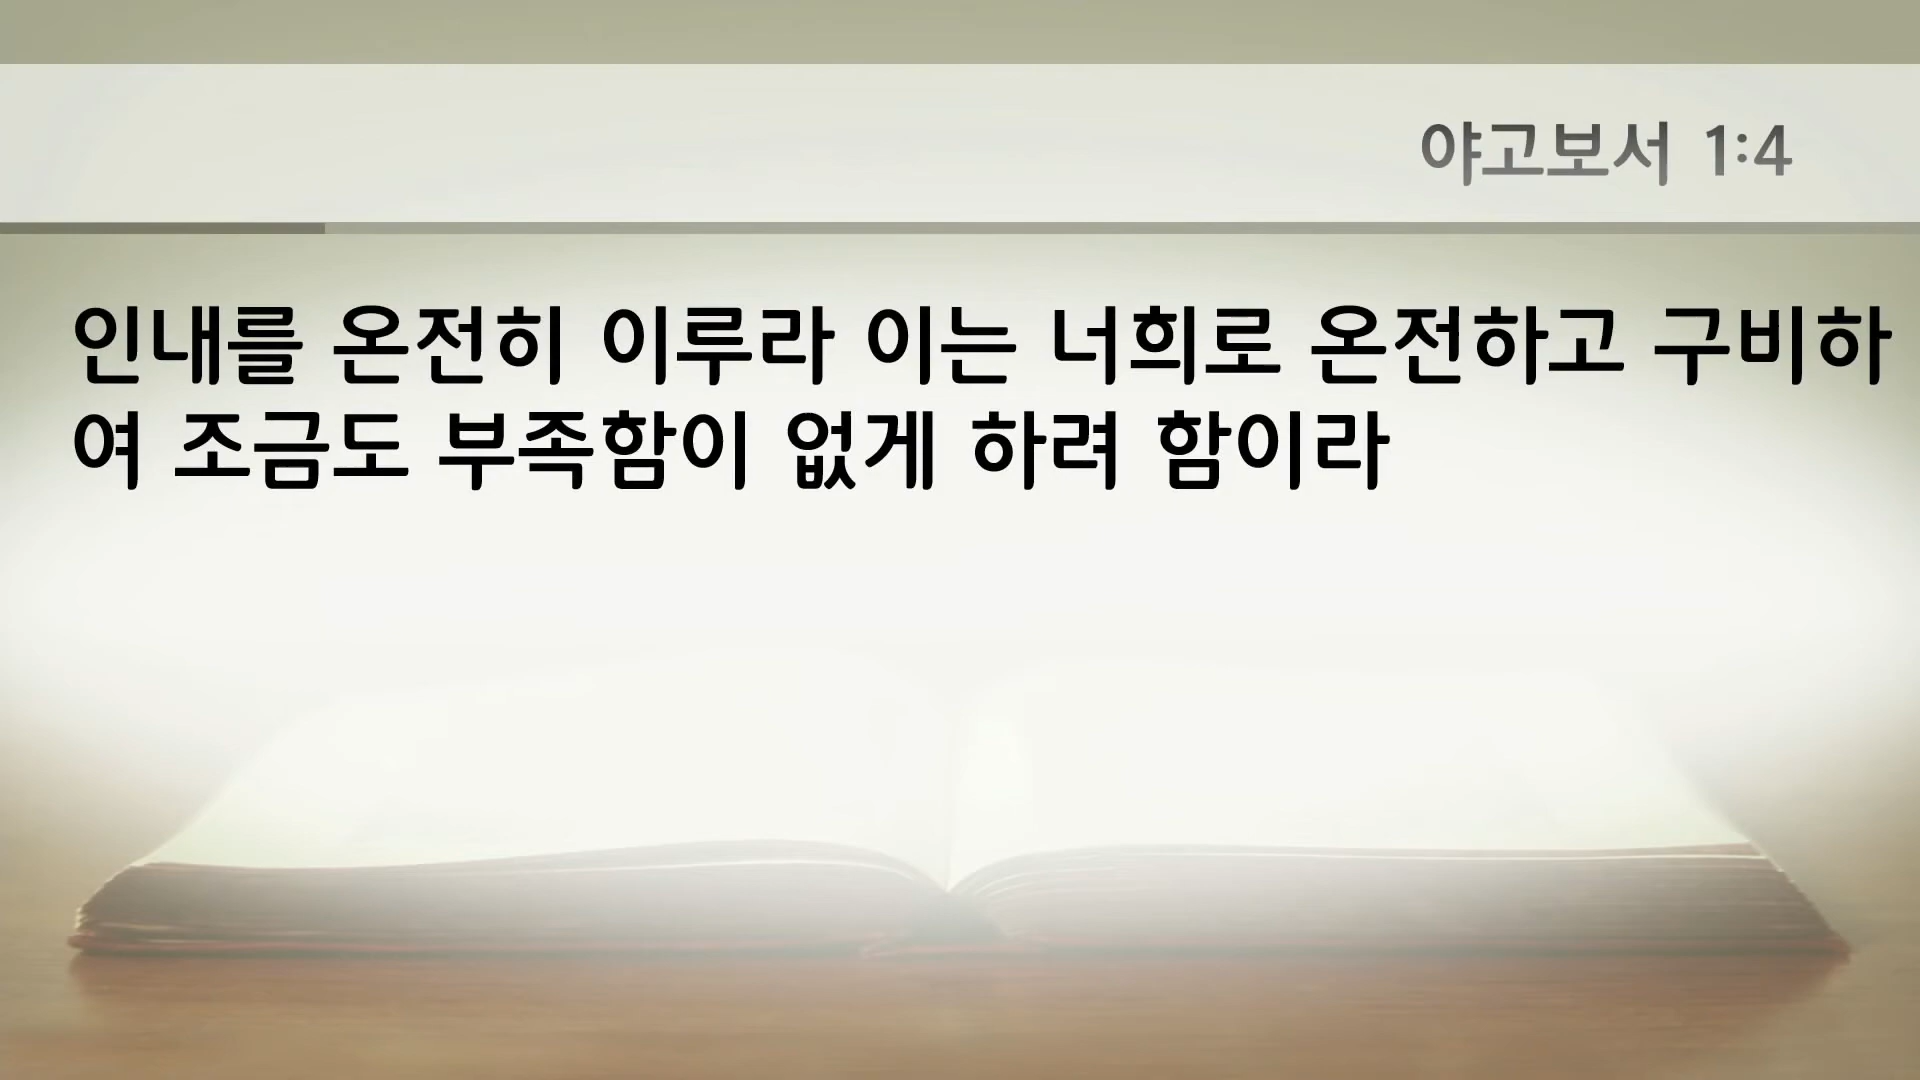 야고보서 1:4
인내를 온전히 이루라 이는 너희로 온전하고 구비하
여 조금도 부족함이 없게 하려 함이라